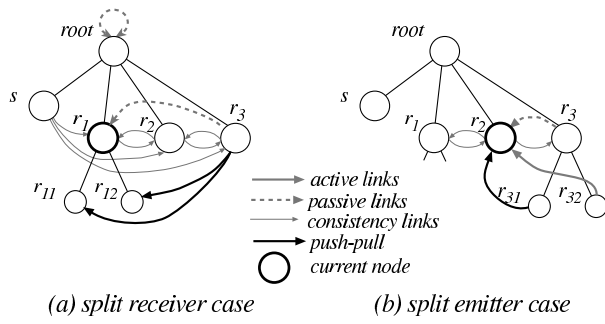 root
s
r1
r2
r3
r11
r12
root
s
r1
r2
r3
r31
r32
active links
passive links
consistency links
push-pull
current node
(a) split receiver case
(b) split emitter case